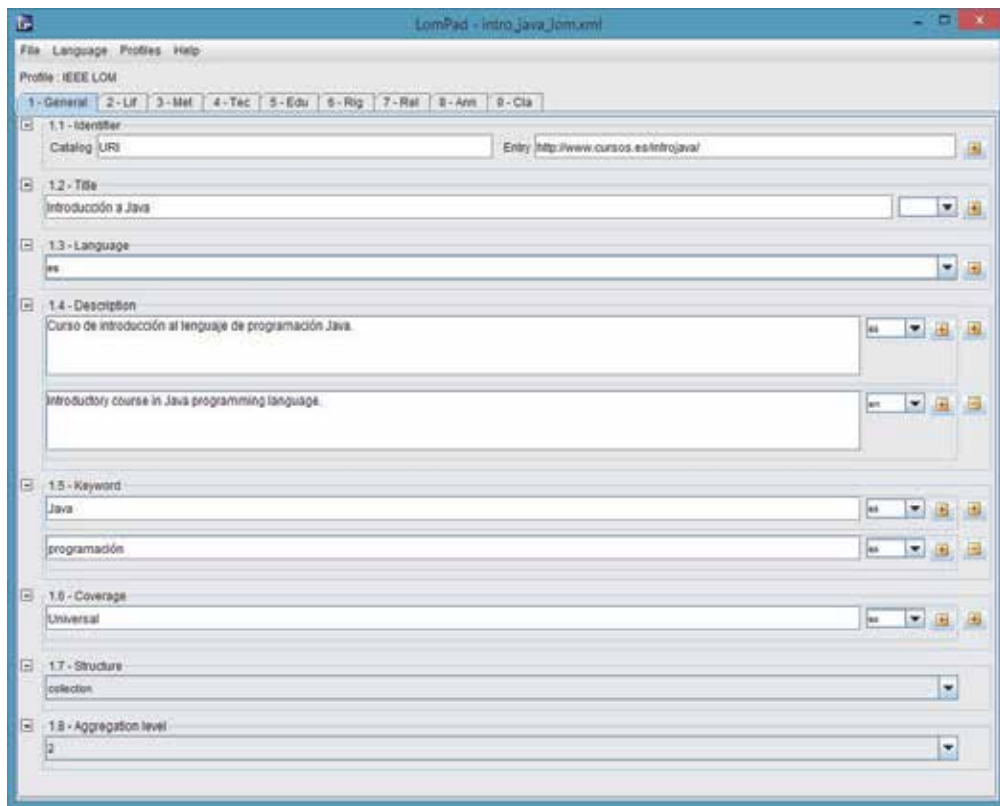 LomPad - intro_java_lom.xml
File Language Profiles Help
Profile : IEEE LOM
1 - General 2 - Lif 3 - Met 4 - Tec 5 - Edu 6 - Rig 7 - Rel 8 - Ann 9 - Cla
1.1 - Identifier
Catalog URI Entry http://www.cursos.es/introjava/
1.2 - Title
Introducción a Java
1.3 - Language
es
1.4 - Description
Curso de introducción al lenguaje de programación Java. es
Introductory course in Java programming language. en
1.5 - Keyword
Java es
programación es
1.6 - Coverage
Universal es
1.7 - Structure
collection
1.8 - Aggregation level
2